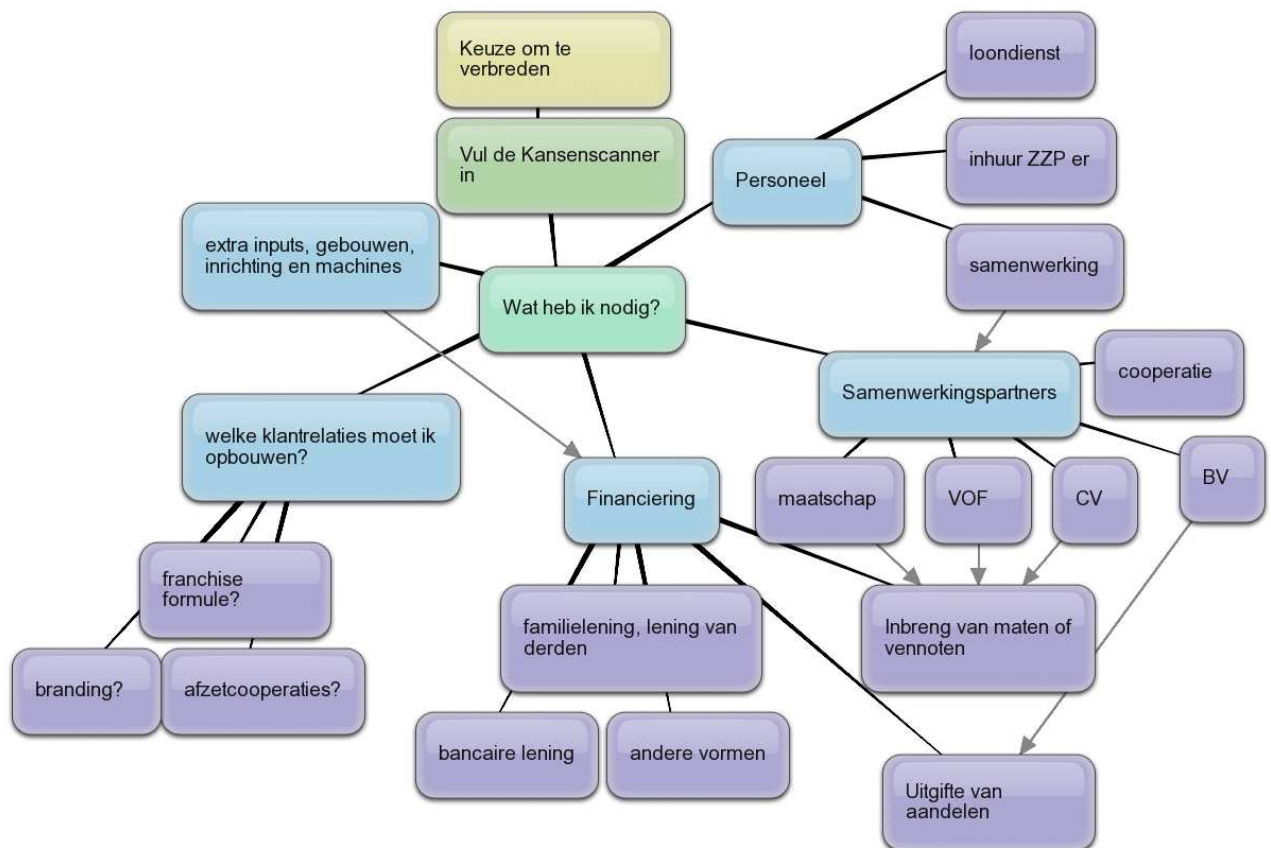 Keuze om te
verbreden
loondienst
Vul de Kansenscanner
in
inhuur ZZP er
Personeel
extra inputs, gebouwen,
inrichting en machines
samenwerking
Wat heb ik nodig?
cooperatie
Samenwerkingspartners
welke klantrelaties moet ik
opbouwen?
Financiering
maatschap
VOF
CV
BV
franchise
formule?
familielening, lening van
derden
Inbreng van maten of
vennoten
branding?
afzetcooperaties?
bancaire lening
andere vormen
Uitgifte van
aandelen